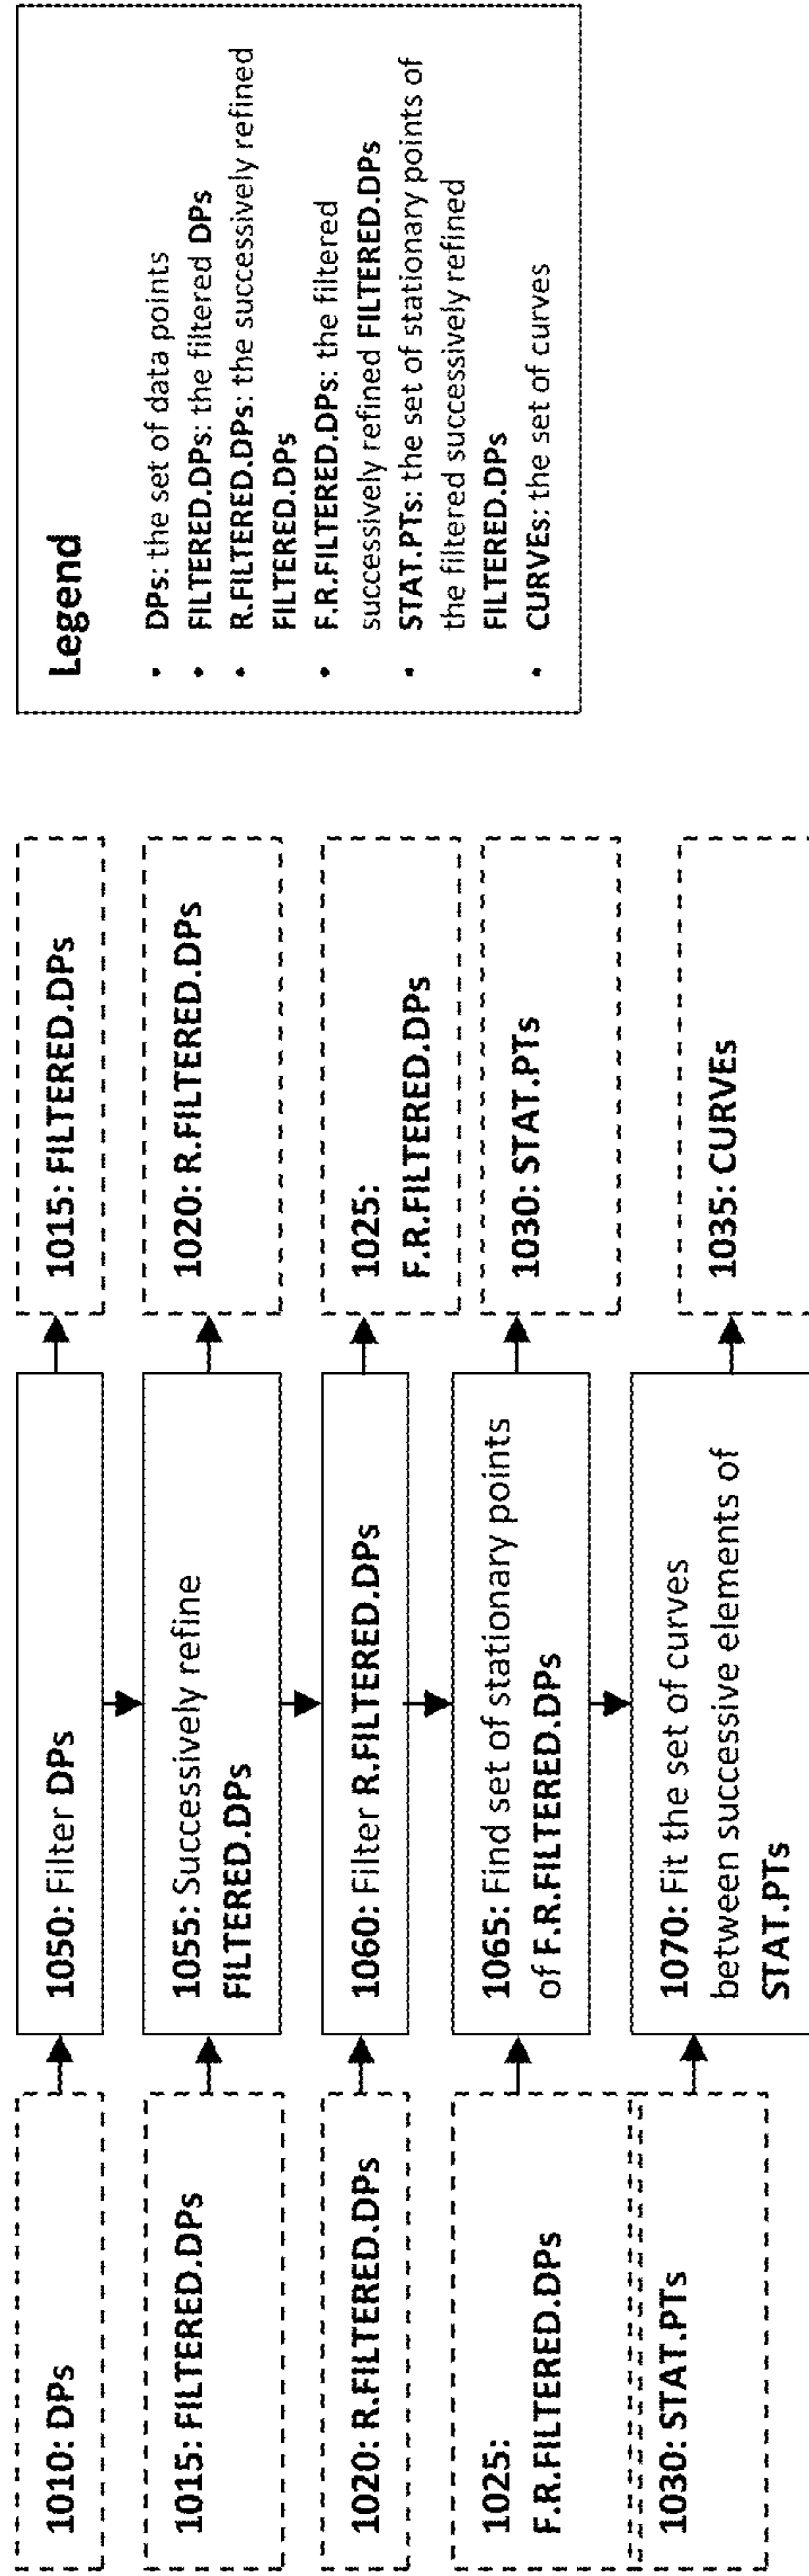 1010: DPs
1050: Filter DPs
1015: FILTERED.DPs
1015: FILTERED.DPs
1055: Successively refine
FILTERED.DPs
1020: R.FILTERED.DPs
1020: R.FILTERED.DPs
1060: Filter R.FILTERED.DPs
1025:
F.R.FILTERED.DPs
1025:
F.R.FILTERED.DPs
1065: Find set of stationary points
of F.R.FILTERED.DPs
1030: STAT.PTs
1030: STAT.PTs
1070: Fit the set of curves
between successive elements of
STAT.PTs
1035: CURVEs
Legend
• DPs: the set of data points
• FILTERED.DPs: the filtered DPs
• R.FILTERED.DPs: the successively refined
FILTERED.DPs
• F.R.FILTERED.DPs: the filtered
successively refined FILTERED.DPs
• STAT.PTs: the set of stationary points of
the filtered successively refined
FILTERED.DPs
• CURVEs: the set of curves